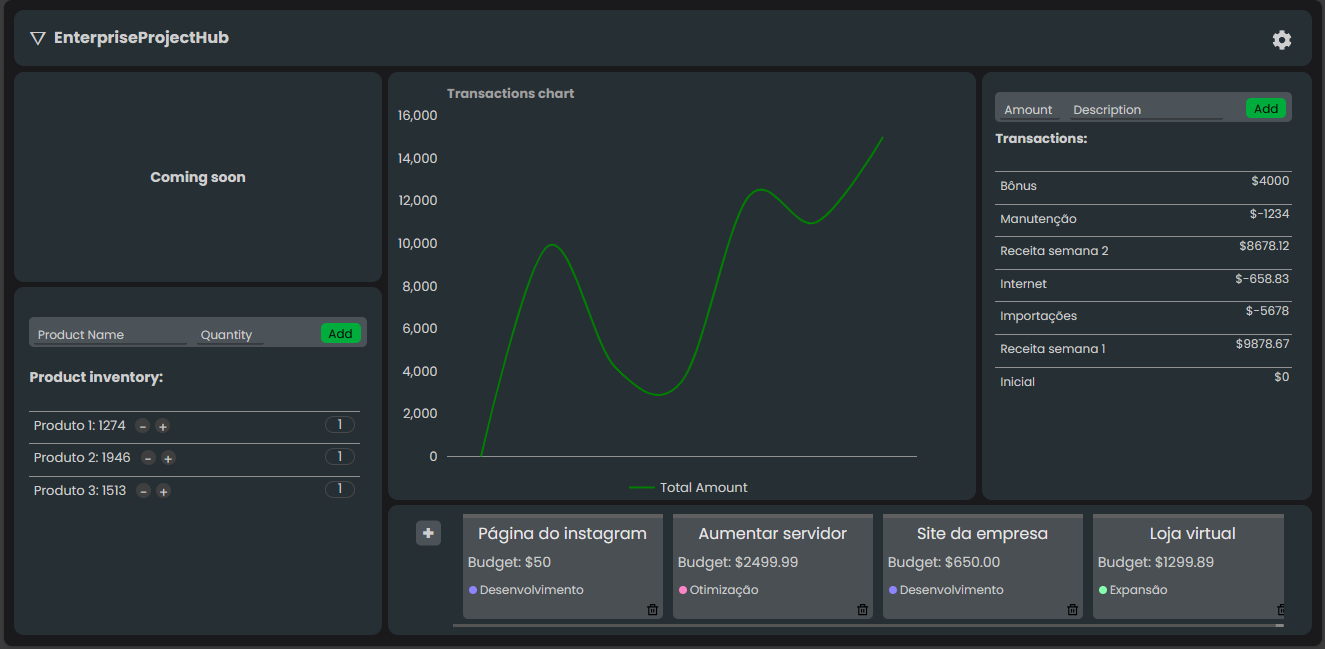 EnterpriseProjectHub
Coming soon
Product Name Quantity Add
Product inventory:
Produto 1: 1274 - + 1
Produto 2: 1946 - + 1
Produto 3: 1513 - + 1
Transactions chart
16,000
14,000
12,000
10,000
8,000
6,000
4,000
2,000
0
Total Amount
Amount Description Add
Transactions:
Bônus $4000
Manutenção $-1234
Receita semana 2 $8678.12
Internet $-658.83
Importações $-5678
Receita semana 1 $9878.67
Inicial $0
+
Página do instagram
Budget: $50
Desenvolvimento
Aumentar servidor
Budget: $2499.99
Otimização
Site da empresa
Budget: $650.00
Desenvolvimento
Loja virtual
Budget: $1299.89
Expansão